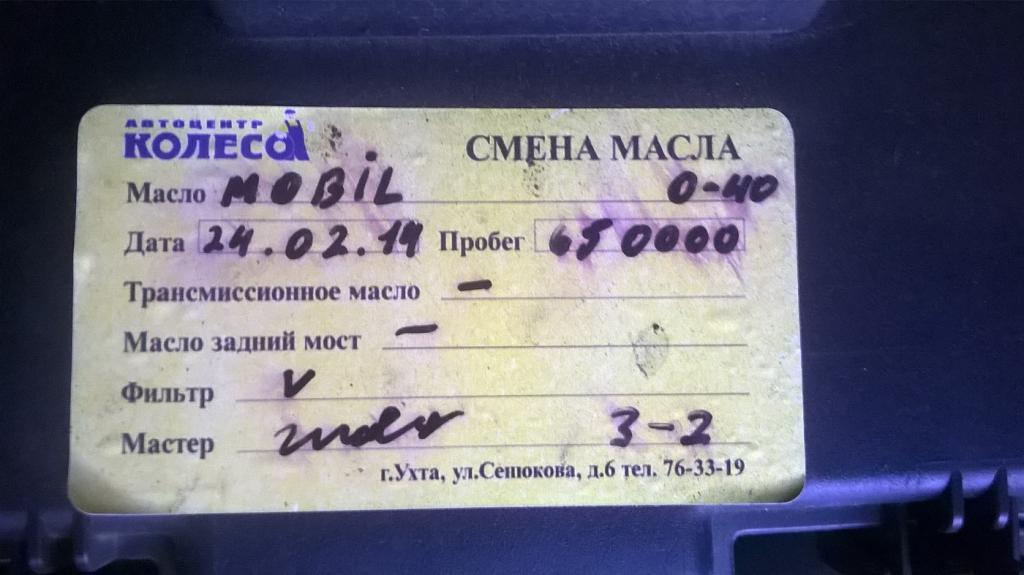 АВТОЦЕНТР
КОЛЕСО
СМЕНА МАСЛА
Масло MOBiL 0-40
Дата 24.02.19 Пробег 650000
Трансмиссионное масло –
Масло задний мост –
Фильтр v
Мастер 3-2
г.Ухта, ул.Сенюкова, д.6 тел. 76-33-19